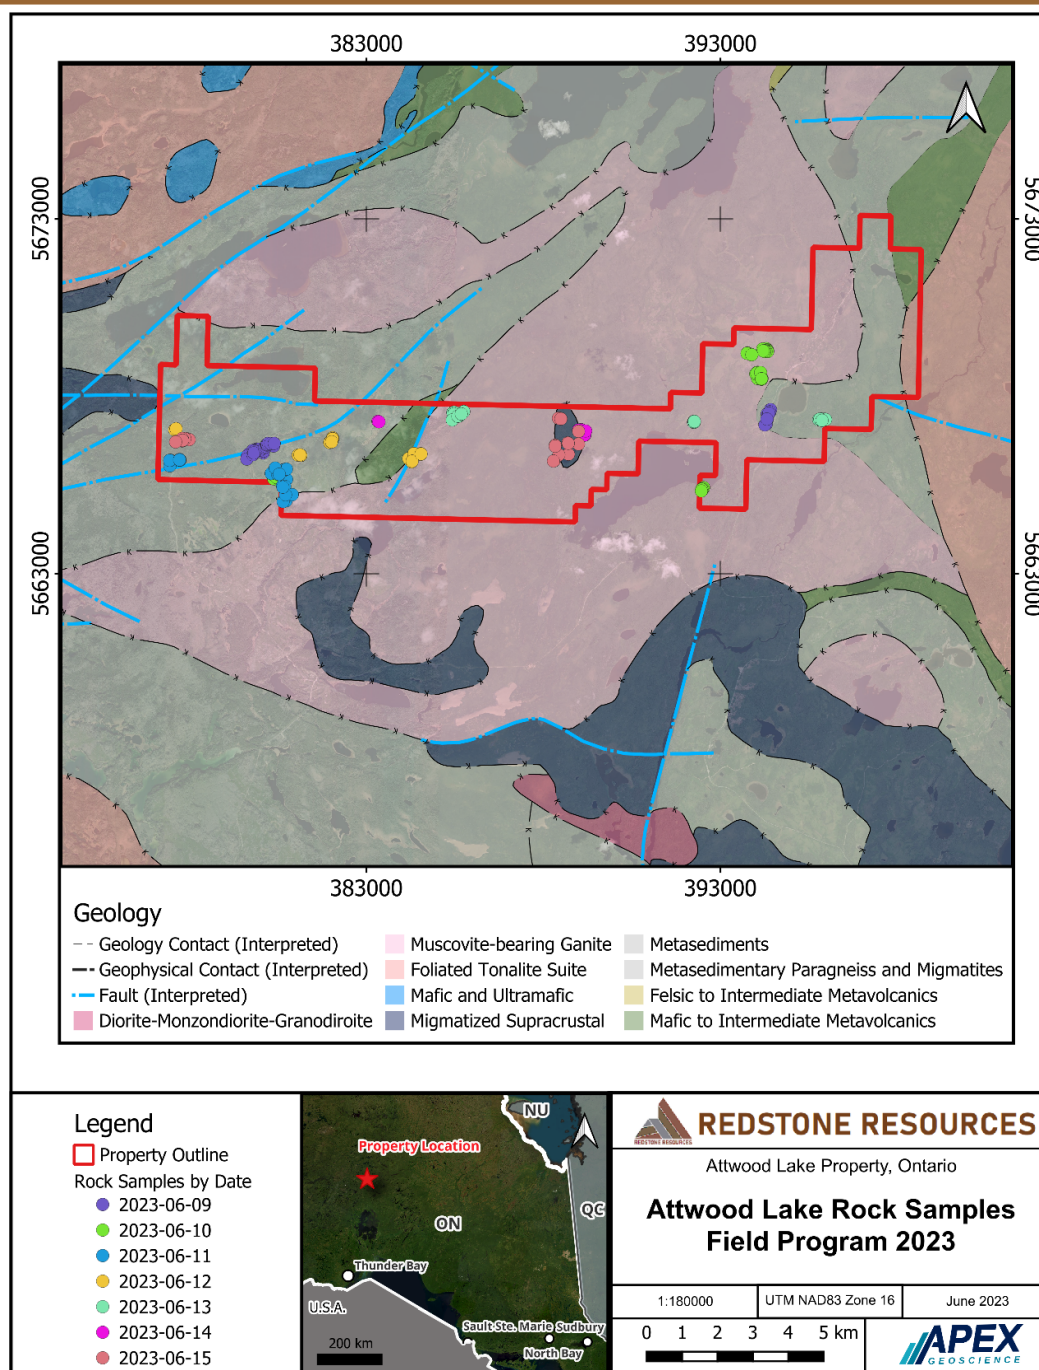 383000
393000
5673000
5673000
5663000
5663000
383000
393000
Geology
Geology Contact (Interpreted)
Geophysical Contact (Interpreted)
Fault (Interpreted)
Diorite-Monzondiorite-Granodiroite
Muscovite-bearing Ganite
Foliated Tonalite Suite
Mafic and Ultramafic
Migmatized Supracrustal
Metasediments
Metasedimentary Paragneiss and Migmatites
Felsic to Intermediate Metavolcanics
Mafic to Intermediate Metavolcanics
Legend
Property Outline
Rock Samples by Date
2023-06-09
2023-06-10
2023-06-11
2023-06-12
2023-06-13
2023-06-14
2023-06-15
NU
Property Location
ON
QC
Thunder Bay
U.S.A.
Sault Ste. Marie
Sudbury
North Bay
200 km
REDSTONE RESOURCES
REDSTONE RESOURCES
Attwood Lake Property, Ontario
Attwood Lake Rock Samples
Field Program 2023
1:180000
UTM NAD83 Zone 16
June 2023
0 1 2 3 4 5 km
APEX
GEOSCIENCE